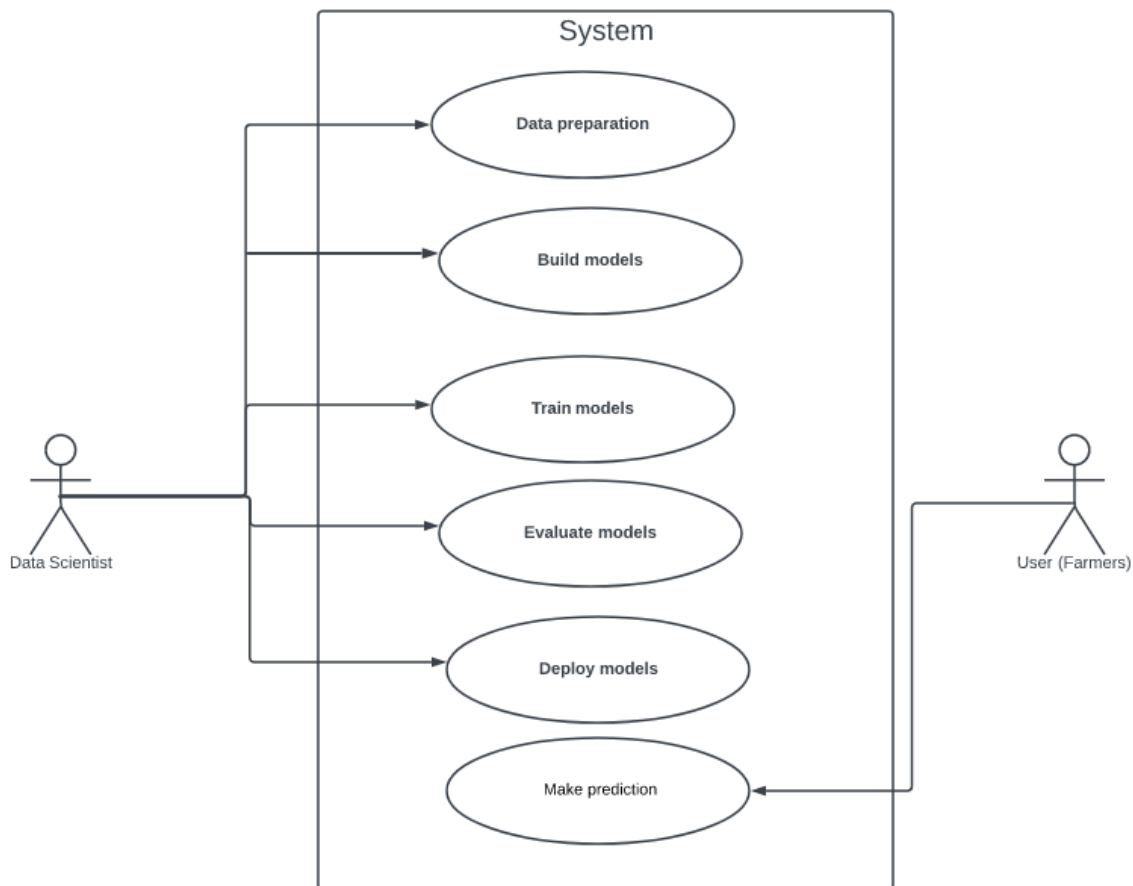 System
Data preparation
Build models
Train models
Evaluate models
Data Scientist
User (Farmers)
Deploy models
Make prediction